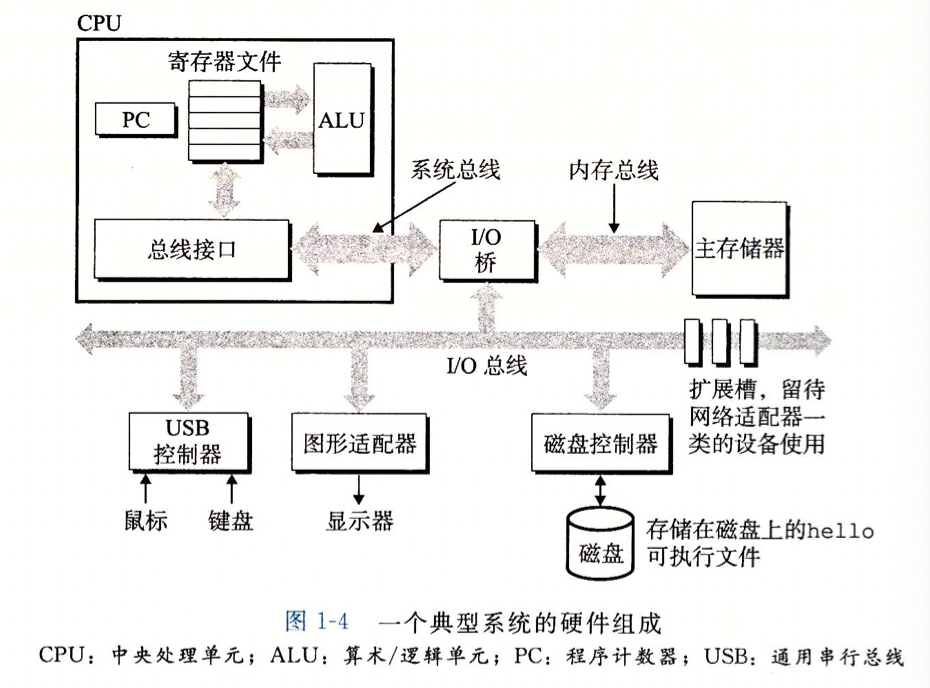 CPU
寄存器文件
PC
ALU
系统总线
内存总线
总线接口
I/O
桥
主存储器
I/O 总线
扩展槽，留待
网络适配器一
类的设备使用
USB
控制器
图形适配器
磁盘控制器
鼠标
键盘
显示器
磁盘
存储在磁盘上的hello
可执行文件
图 1-4 一个典型系统的硬件组成
CPU：中央处理单元；ALU：算术/逻辑单元；PC：程序计数器；USB：通用串行总线